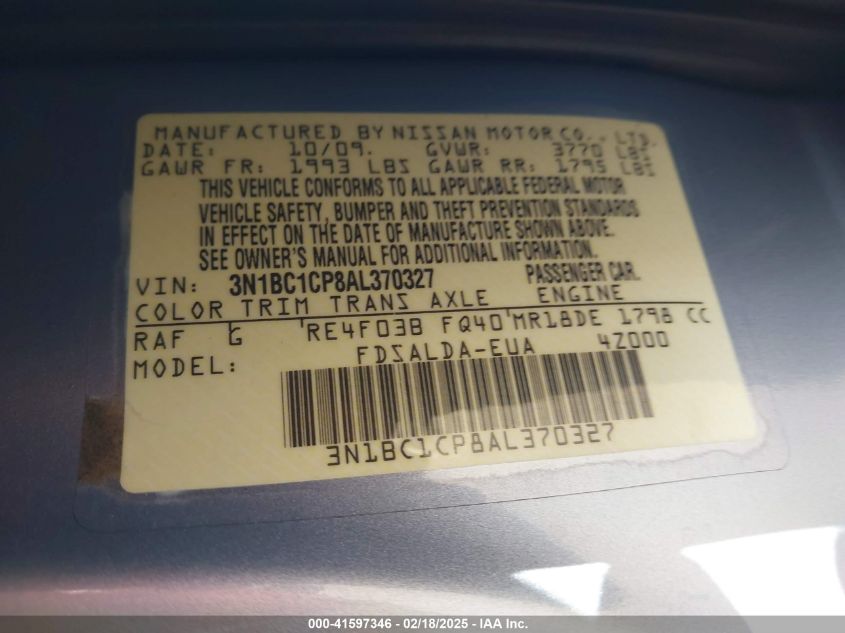 MANUFACTURED BY NISSAN MOTOR CO., LTD.
DATE: 10/09. GVWR: 3770 LBS
GAWR FR: 1993 LBS GAWR RR: 1795 LBS
THIS VEHICLE CONFORMS TO ALL APPLICABLE FEDERAL MOTOR
VEHICLE SAFETY, BUMPER AND THEFT PREVENTION STANDARDS
IN EFFECT ON THE DATE OF MANUFACTURE SHOWN ABOVE.
SEE OWNER'S MANUAL FOR ADDITIONAL INFORMATION.
VIN: 3N1BC1CP8AL370327 PASSENGER CAR.
COLOR TRIM TRANS AXLE ENGINE
RAF G RE4F03B FQ40 MR18DE 1798 CC
MODEL: FDSALDA-EUA 4Z000
3N1BC1CP8AL370327
000-41597346 - 02/18/2025 - IAA Inc.